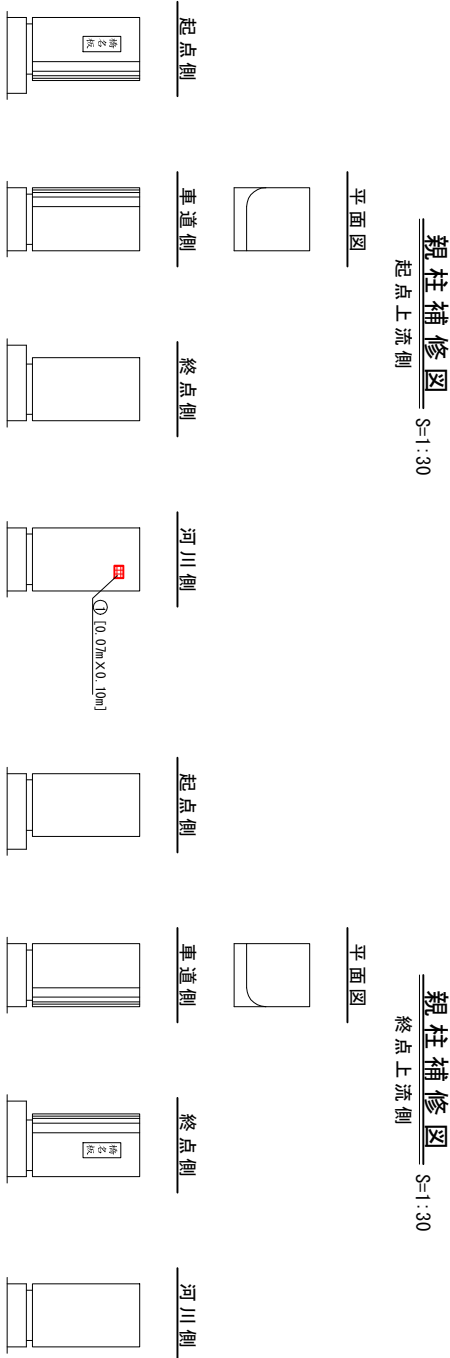 親柱補修図 S=1:30
起点上流側
平面図
起点側
車道側
終点側
河川側
橋名板
① [0.07m×0.10m]
親柱補修図 S=1:30
終点上流側
平面図
起点側
車道側
終点側
河川側
橋名板